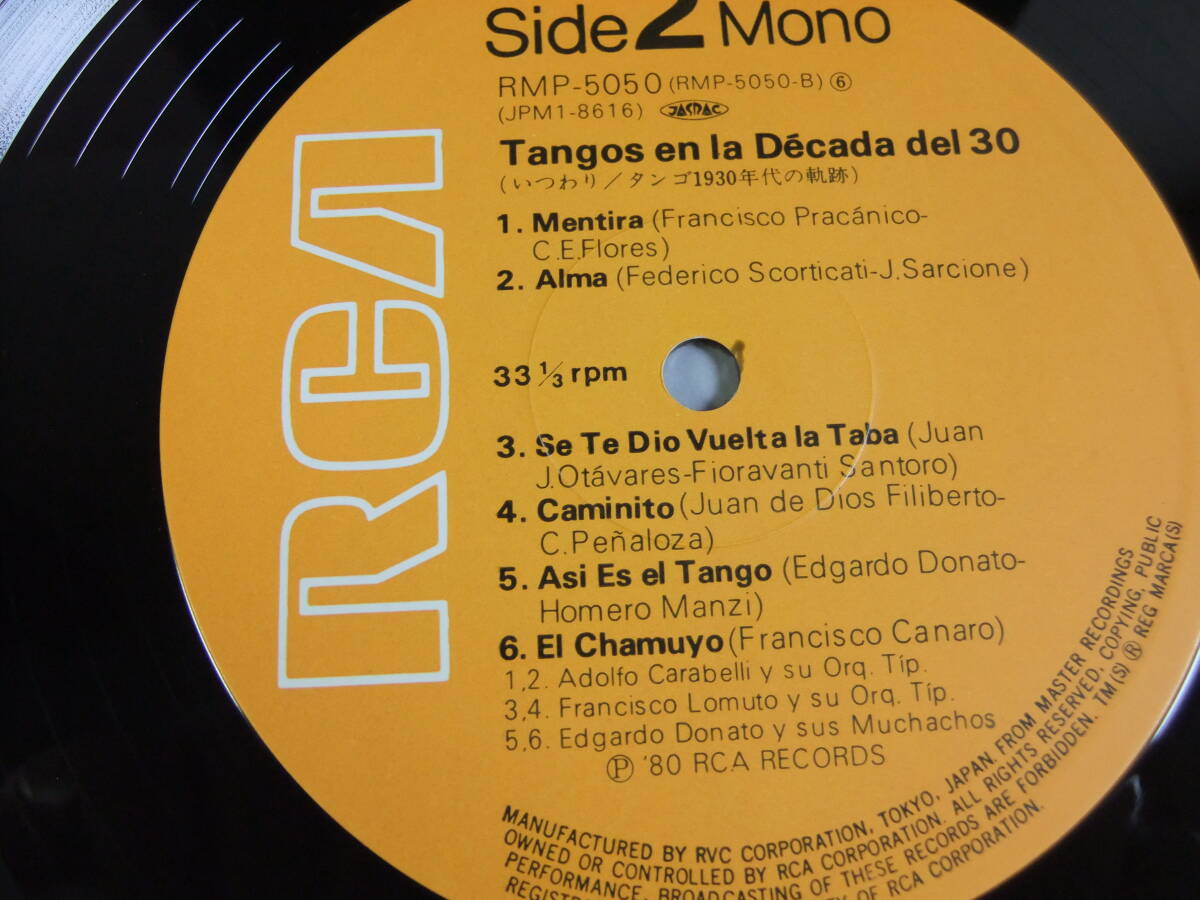 Side 2 Mono
RMP-5050 (RMP-5050-B) ⑥
(JPM1-8616) JASRAC
Tangos en la Década del 30
(いつわり／タンゴ1930年代の軌跡)
1. Mentira (Francisco Pracánico-
C.E.Flores)
2. Alma (Federico Scorticati-J.Sarcione)
RCA
33 1/3 rpm
3. Se Te Dio Vuelta la Taba (Juan
J.Otávares-Fioravanti Santoro)
4. Caminito (Juan de Dios Filiberto-
C.Peñaloza)
5. Asi Es el Tango (Edgardo Donato-
Homero Manzi)
6. El Chamuyo (Francisco Canaro)
1,2. Adolfo Carabelli y su Orq. Típ.
3,4. Francisco Lomuto y su Orq. Típ.
5,6. Edgardo Donato y sus Muchachos
Ⓟ '80 RCA RECORDS
MANUFACTURED BY RVC CORPORATION, TOKYO, JAPAN. FROM MASTER RECORDINGS
OWNED OR CONTROLLED BY RCA CORPORATION. ALL RIGHTS RESERVED, COPYING, PUBLIC
PERFORMANCE, BROADCASTING OF THESE RECORDS ARE FORBIDDEN. TM(S) ® REG MARCA(S)
OF RCA CORPORATION.